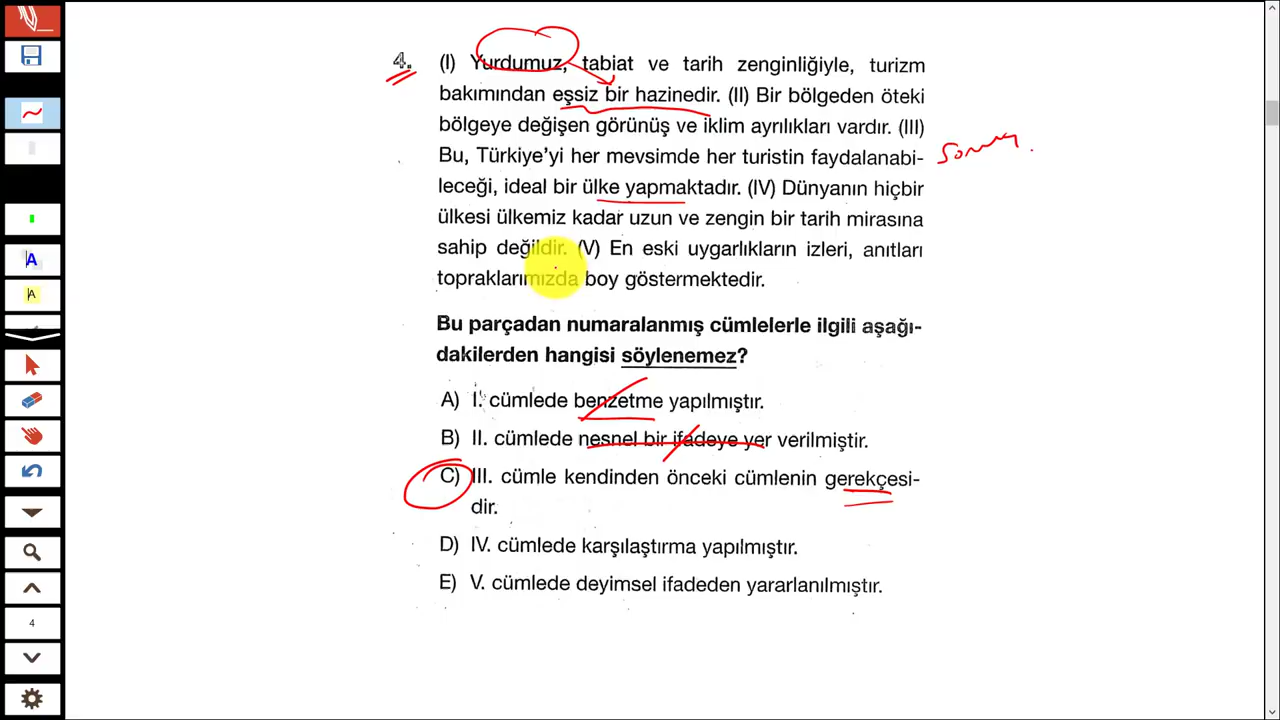 4.
(I) Yurdumuz, tabiat ve tarih zenginliğiyle, turizm
bakımından eşsiz bir hazinedir. (II) Bir bölgeden öteki
bölgeye değişen görünüş ve iklim ayrılıkları vardır. (III)
Bu, Türkiye'yi her mevsimde her turistin faydalanabi-
leceği, ideal bir ülke yapmaktadır. (IV) Dünyanın hiçbir
ülkesi ülkemiz kadar uzun ve zengin bir tarih mirasına
sahip değildir. (V) En eski uygarlıkların izleri, anıtları
topraklarımızda boy göstermektedir.
Bu parçadan numaralanmış cümlelerle ilgili aşağı-
dakilerden hangisi söylenemez?
A) I. cümlede benzetme yapılmıştır.
B) II. cümlede nesnel bir ifadeye yer verilmiştir.
C) III. cümle kendinden önceki cümlenin gerekçesi-
dir.
D) IV. cümlede karşılaştırma yapılmıştır.
E) V. cümlede deyimsel ifadeden yararlanılmıştır.
A
A
4